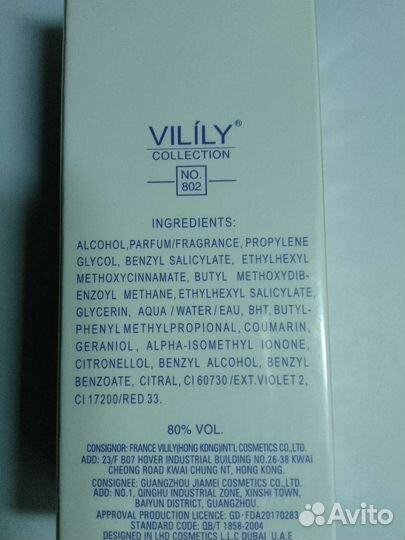 VILÍLY®
COLLECTION
NO.
802
INGREDIENTS:
ALCOHOL,PARFUM/FRAGRANCE, PROPYLENE
GLYCOL, BENZYL SALICYLATE, ETHYLHEXYL
METHOXYCINNAMATE, BUTYL METHOXYDIB-
ENZOYL METHANE, ETHYLHEXYL SALICYLATE,
GLYCERIN, AQUA / WATER / EAU, BHT, BUTYL-
PHENYL METHYLPROPIONAL, COUMARIN,
GERANIOL, ALPHA-ISOMETHYL IONONE,
CITRONELLOL, BENZYL ALCOHOL, BENZYL
BENZOATE, CITRAL, CI 60730 /EXT.VIOLET 2,
CI 17200/RED 33.
80% VOL.
CONSIGNOR: FRANCE VILILY(HONG KONG)INT'L COSMETICS CO.,LTD.
ADD: 23/F B07 HOVER INDUSTRIAL BUILDING NO.26-38 KWAI
CHEONG ROAD KWAI CHUNG NT, HONG KONG.
CONSIGNEE: GUANGZHOU JIAMEI COSMETICS CO.,LTD.
ADD: NO.1, QINGHU INDUSTRIAL ZONE, XINSHI TOWN,
BAIYUN DISTRICT, GUANGZHOU.
APPROVAL PRODUCTION LICENCE: GD·FDA20170283
STANDARD CODE: QB/T 1858-2004
DESIGNED IN LHD COSMETICS L.L.C DUBAI U.A.E
Avito